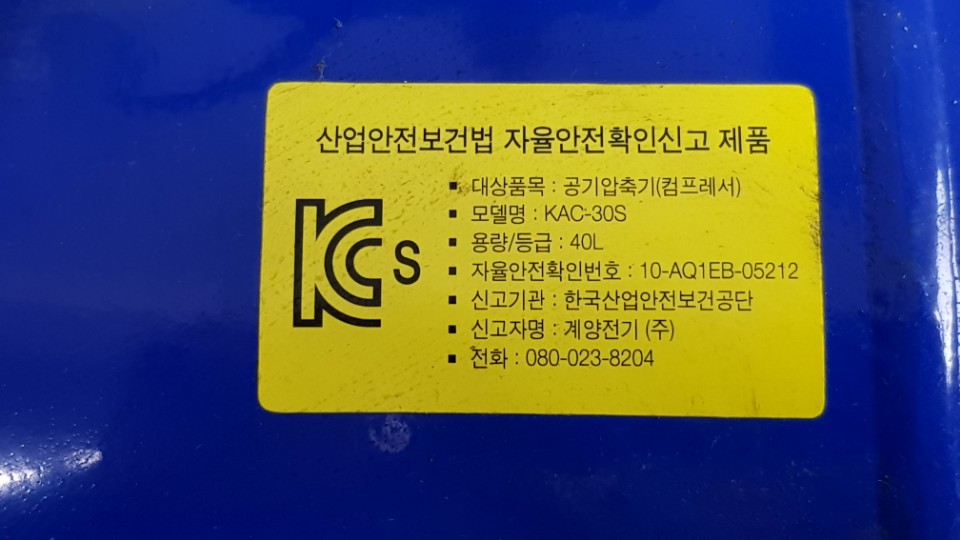 산업안전보건법 자율안전확인신고 제품
KCs
▪ 대상품목 : 공기압축기(컴프레서)
▪ 모델명 : KAC-30S
▪ 용량/등급 : 40L
▪ 자율안전확인번호 : 10-AQ1EB-05212
▪ 신고기관 : 한국산업안전보건공단
▪ 신고자명 : 계양전기 (주)
▪ 전화 : 080-023-8204